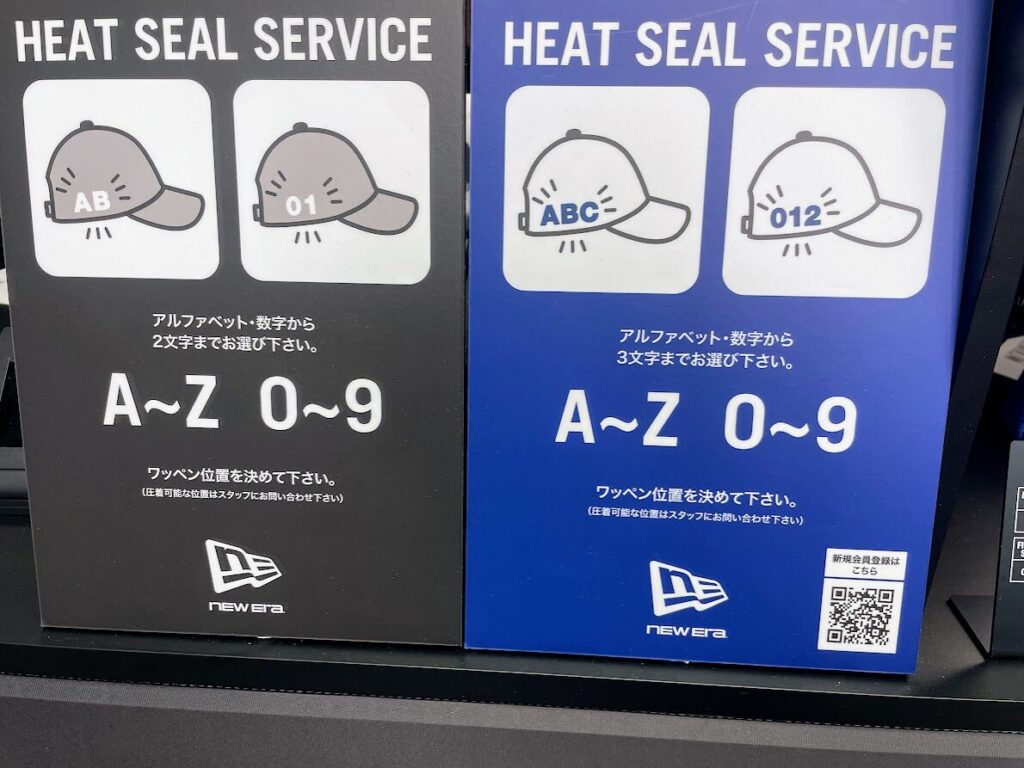 HEAT SEAL SERVICE
AB
01
アルファベット・数字から
2文字までお選び下さい。
A~Z 0~9
ワッペン位置を決めて下さい。
(圧着可能な位置はスタッフにお問い合わせ下さい)
NEW ERA
HEAT SEAL SERVICE
ABC
012
アルファベット・数字から
3文字までお選び下さい。
A~Z 0~9
ワッペン位置を決めて下さい。
(圧着可能な位置はスタッフにお問い合わせ下さい)
NEW ERA
新規会員登録は
こちら